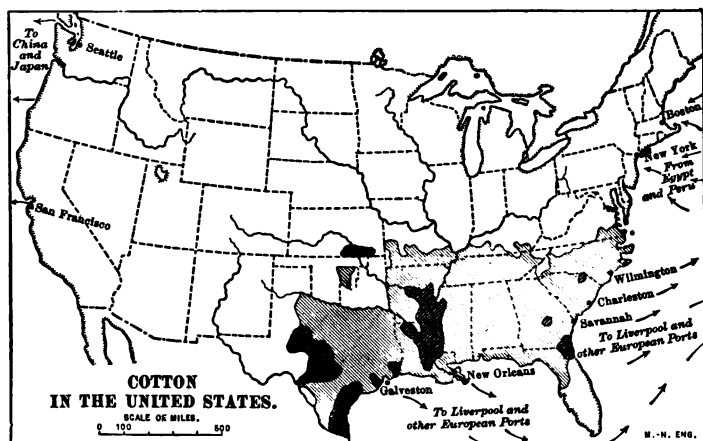 To
China
and
Japan
Seattle
Boston
New York
From
Egypt
and Peru
San Francisco
Wilmington
Charleston
Savannah
To Liverpool and
other European Ports
New Orlcans
Galveston
To Liverpool and
other European Ports
COTTON
IN THE UNITED STATES.
SCALE OF MILES.
0 100 500
M.-N. ENG.